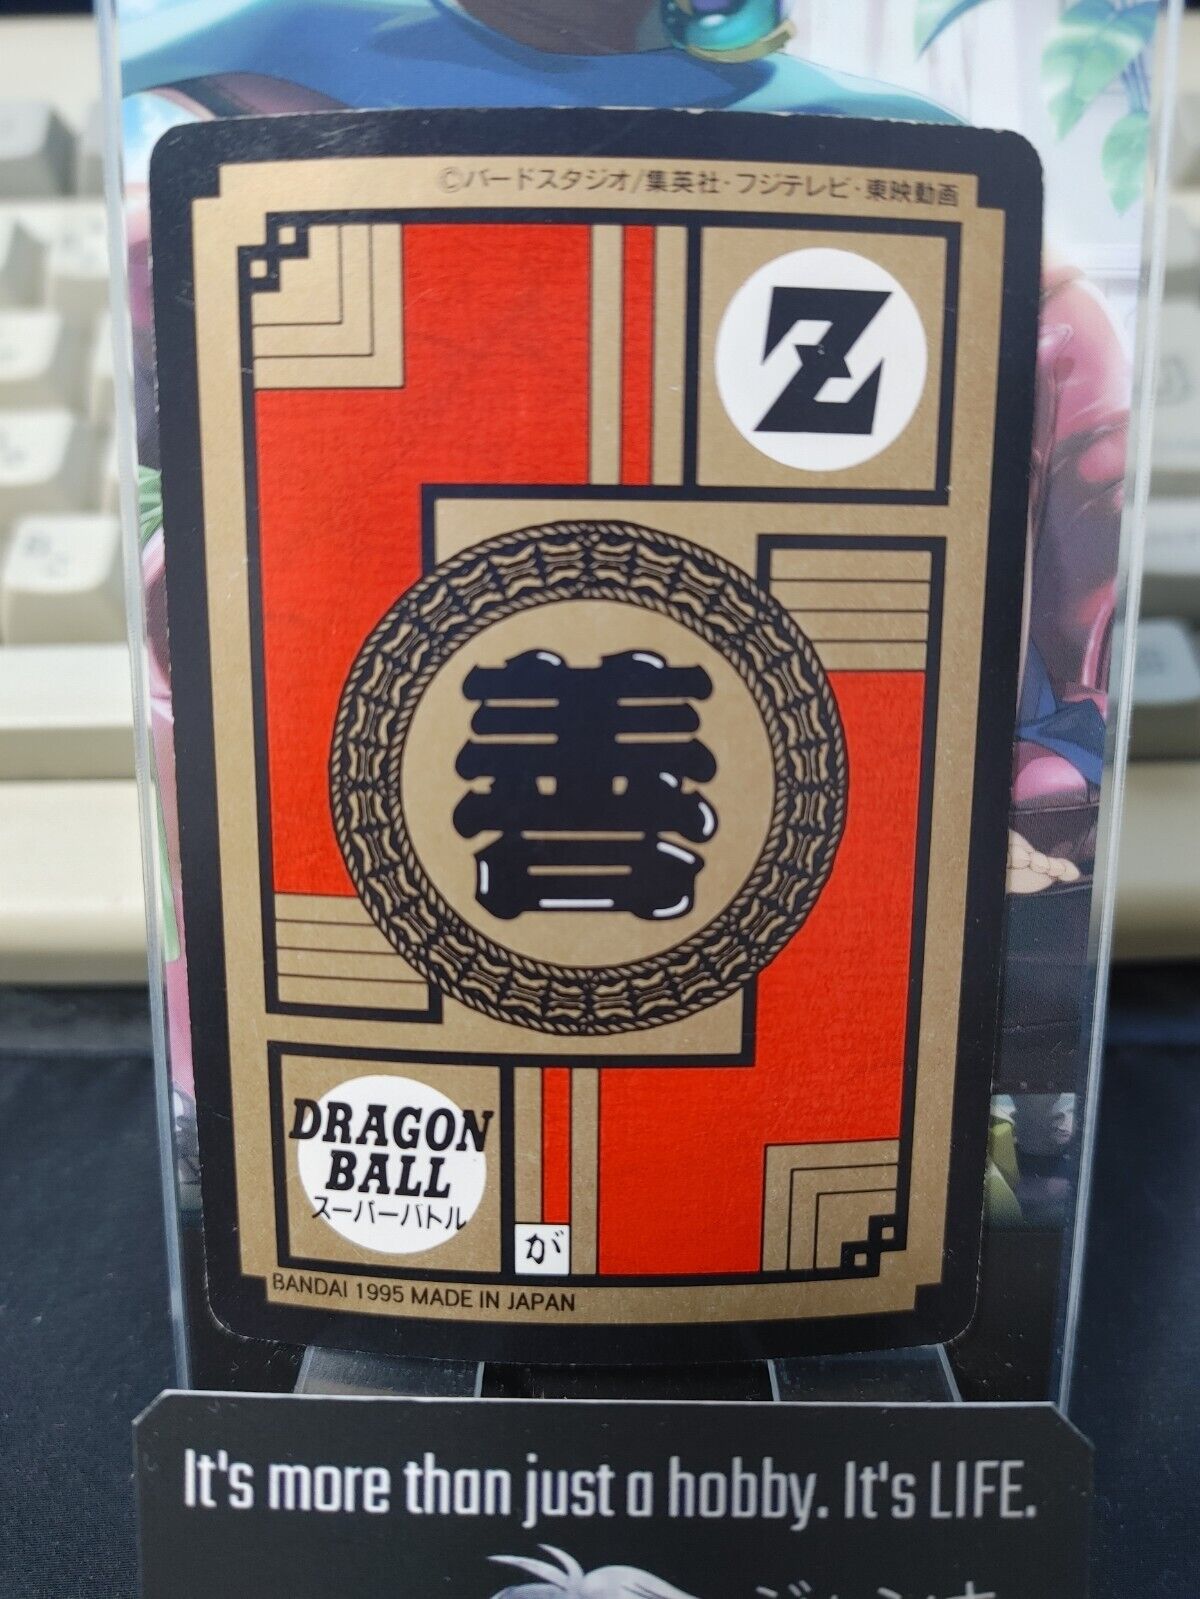 ©バードスタジオ/集英社・フジテレビ・東映動画
Z
善
DRAGON
BALL
スーパーバトル
が
BANDAI 1995 MADE IN JAPAN
It's more than just a hobby. It's LIFE.